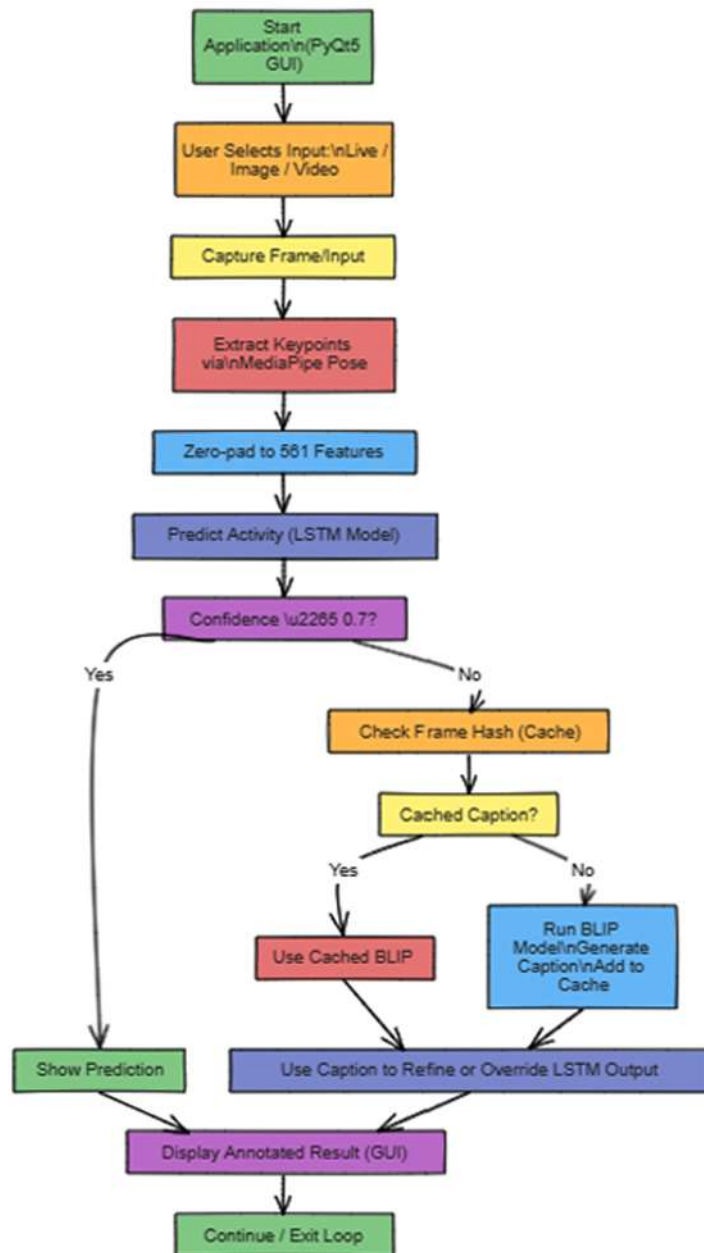 Start
Application\n(PyQt5
GUI)
User Selects Input:\nLive /
Image / Video
Capture Frame/Input
Extract Keypoints
via\nMediaPipe Pose
Zero-pad to 561 Features
Predict Activity (LSTM Model)
Confidence \u2265 0.7?
Yes
No
Check Frame Hash (Cache)
Cached Caption?
Yes
No
Use Cached BLIP
Run BLIP
Model\nGenerate
Caption\nAdd to
Cache
Show Prediction
Use Caption to Refine or Override LSTM Output
Display Annotated Result (GUI)
Continue / Exit Loop